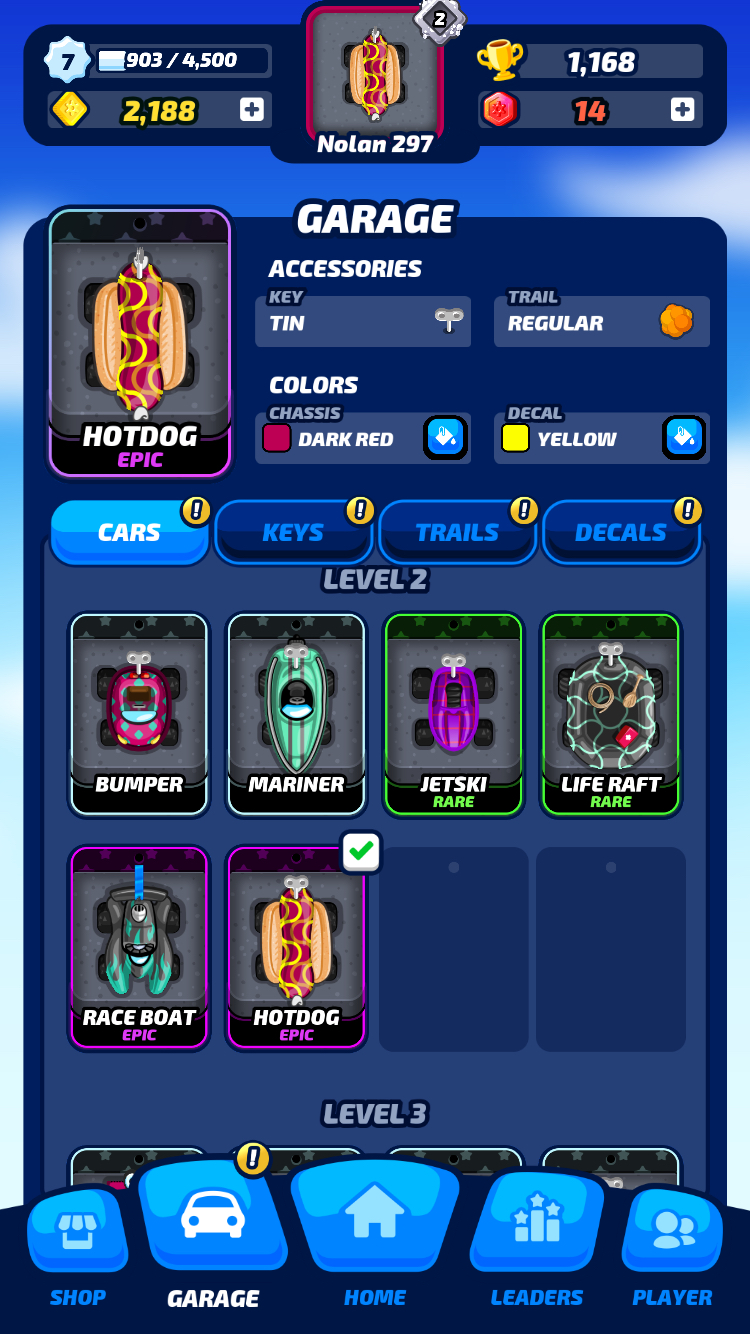 7
903 / 4,500
2
1,168
2,188
14
Nolan 297
GARAGE
ACCESSORIES
KEY
TIN
TRAIL
REGULAR
COLORS
CHASSIS
DARK RED
DECAL
YELLOW
HOTDOG
EPIC
CARS
KEYS
TRAILS
DECALS
LEVEL 2
BUMPER
MARINER
JETSKI
RARE
LIFE RAFT
RARE
RACE BOAT
EPIC
HOTDOG
EPIC
LEVEL 3
SHOP
GARAGE
HOME
LEADERS
PLAYER